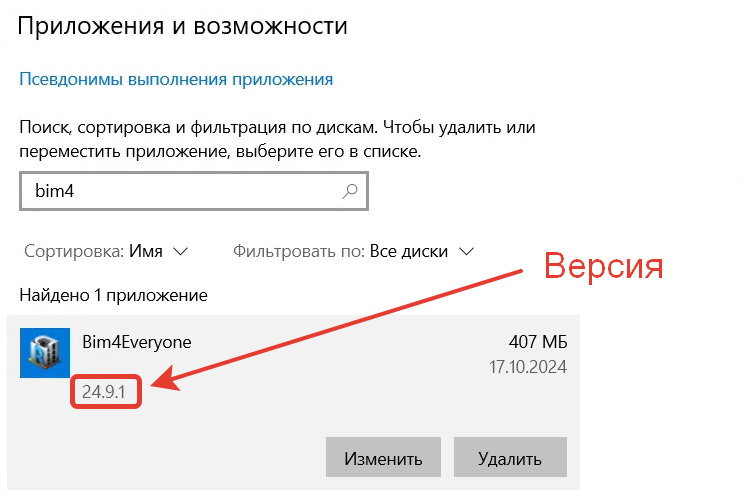 Приложения и возможности
Псевдонимы выполнения приложения
Поиск, сортировка и фильтрация по дискам. Чтобы удалить или
переместить приложение, выберите его в списке.
bim4
Сортировка: Имя Фильтровать по: Все диски
Версия
Найдено 1 приложение
Bim4Everyone 407 МБ
17.10.2024
24.9.1
Изменить Удалить